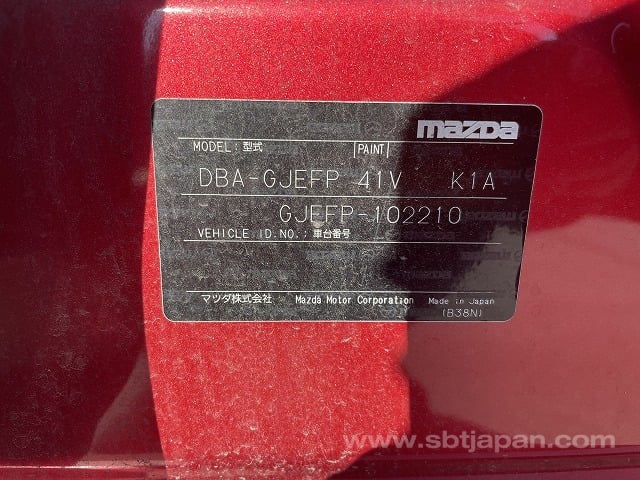 mazda
MODEL:型式 PAINT
DBA-GJEFP 41V K1A
GJEFP-102210
VEHICLE ID.NO.:車台番号
マツダ株式会社 Mazda Motor Corporation Made in Japan
(B38N)
www.sbtjapan.com